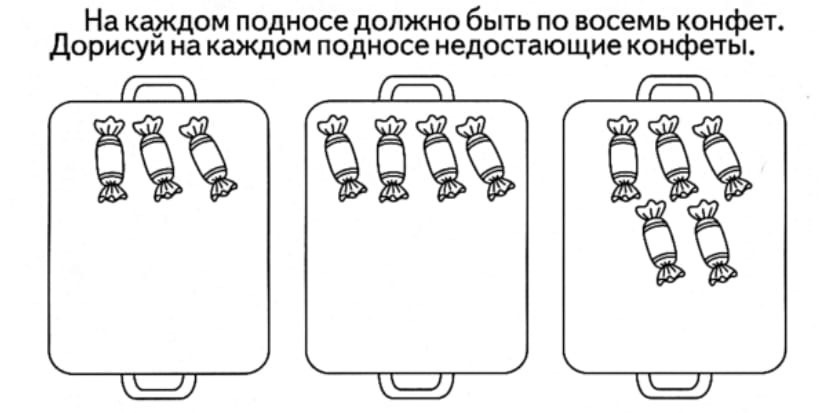 На каждом подносе должно быть по восемь конфет.
Дорисуй на каждом подносе недостающие конфеты.